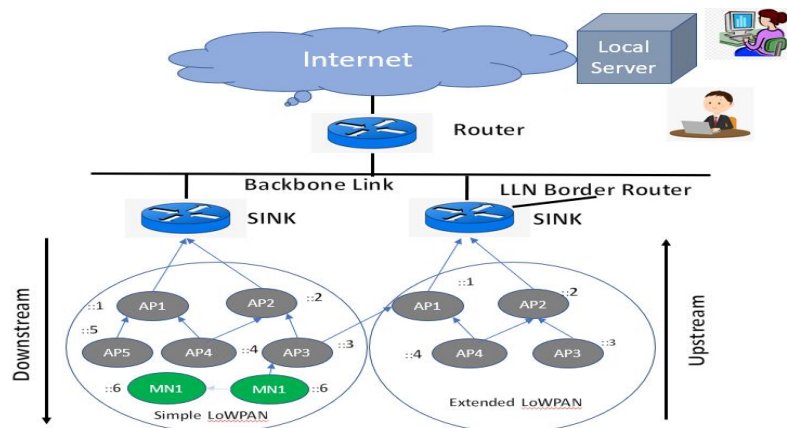 Internet
Local
Server
Router
Backbone Link
LLN Border Router
SINK
SINK
Downstream
Upstream
::1
AP1
AP2
::2
::5
AP5
AP4
::4
AP3
::3
::6
MN1
MN1
::6
Simple LoWPAN
::1
AP1
AP2
::2
::4
AP4
AP3
::3
Extended LoWPAN